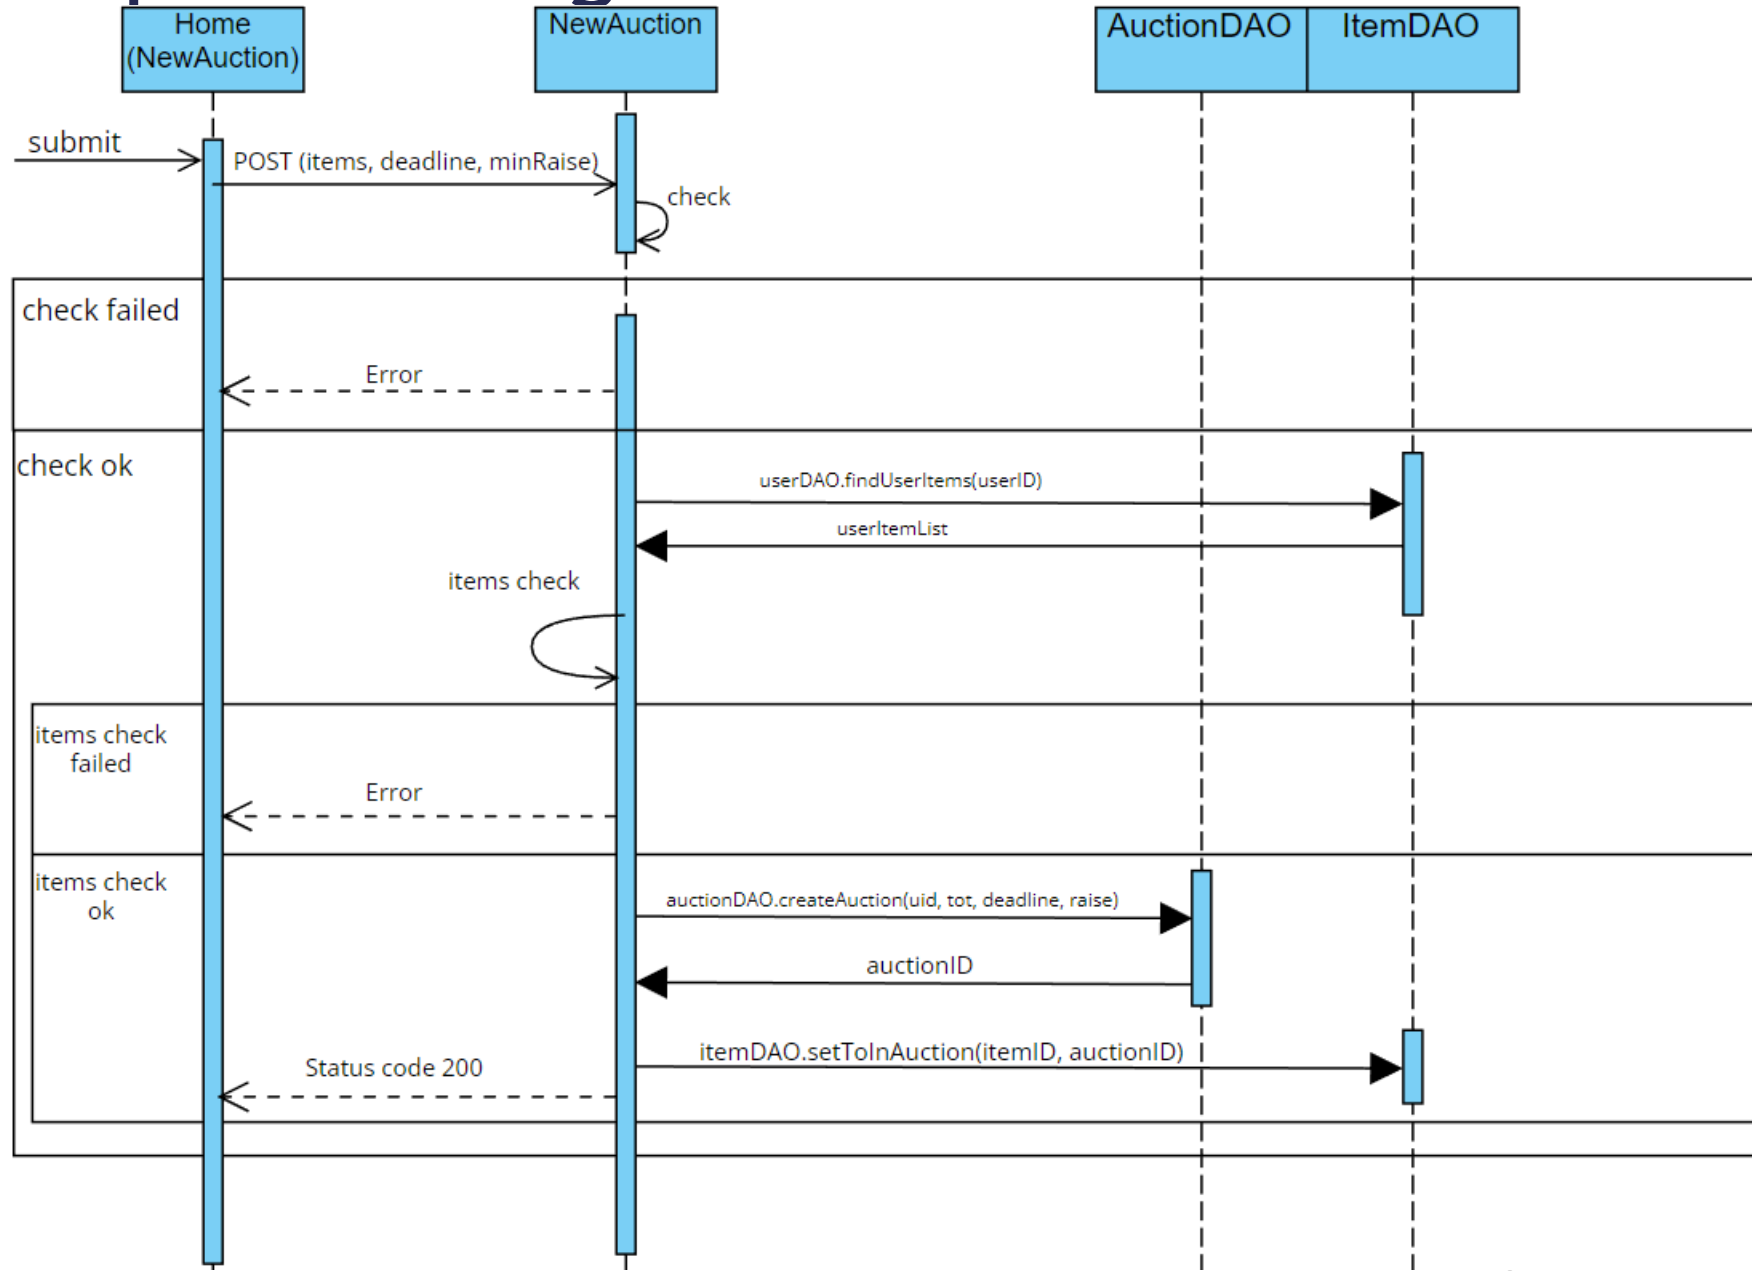 Home
(NewAuction)
NewAuction
AuctionDAO
ItemDAO
submit
POST (items, deadline, minRaise)
check
check failed
Error
check ok
userDAO.findUserItems(userID)
userItemList
items check
items check
failed
Error
items check
ok
auctionDAO.createAuction(uid, tot, deadline, raise)
auctionID
itemDAO.setToInAuction(itemID, auctionID)
Status code 200